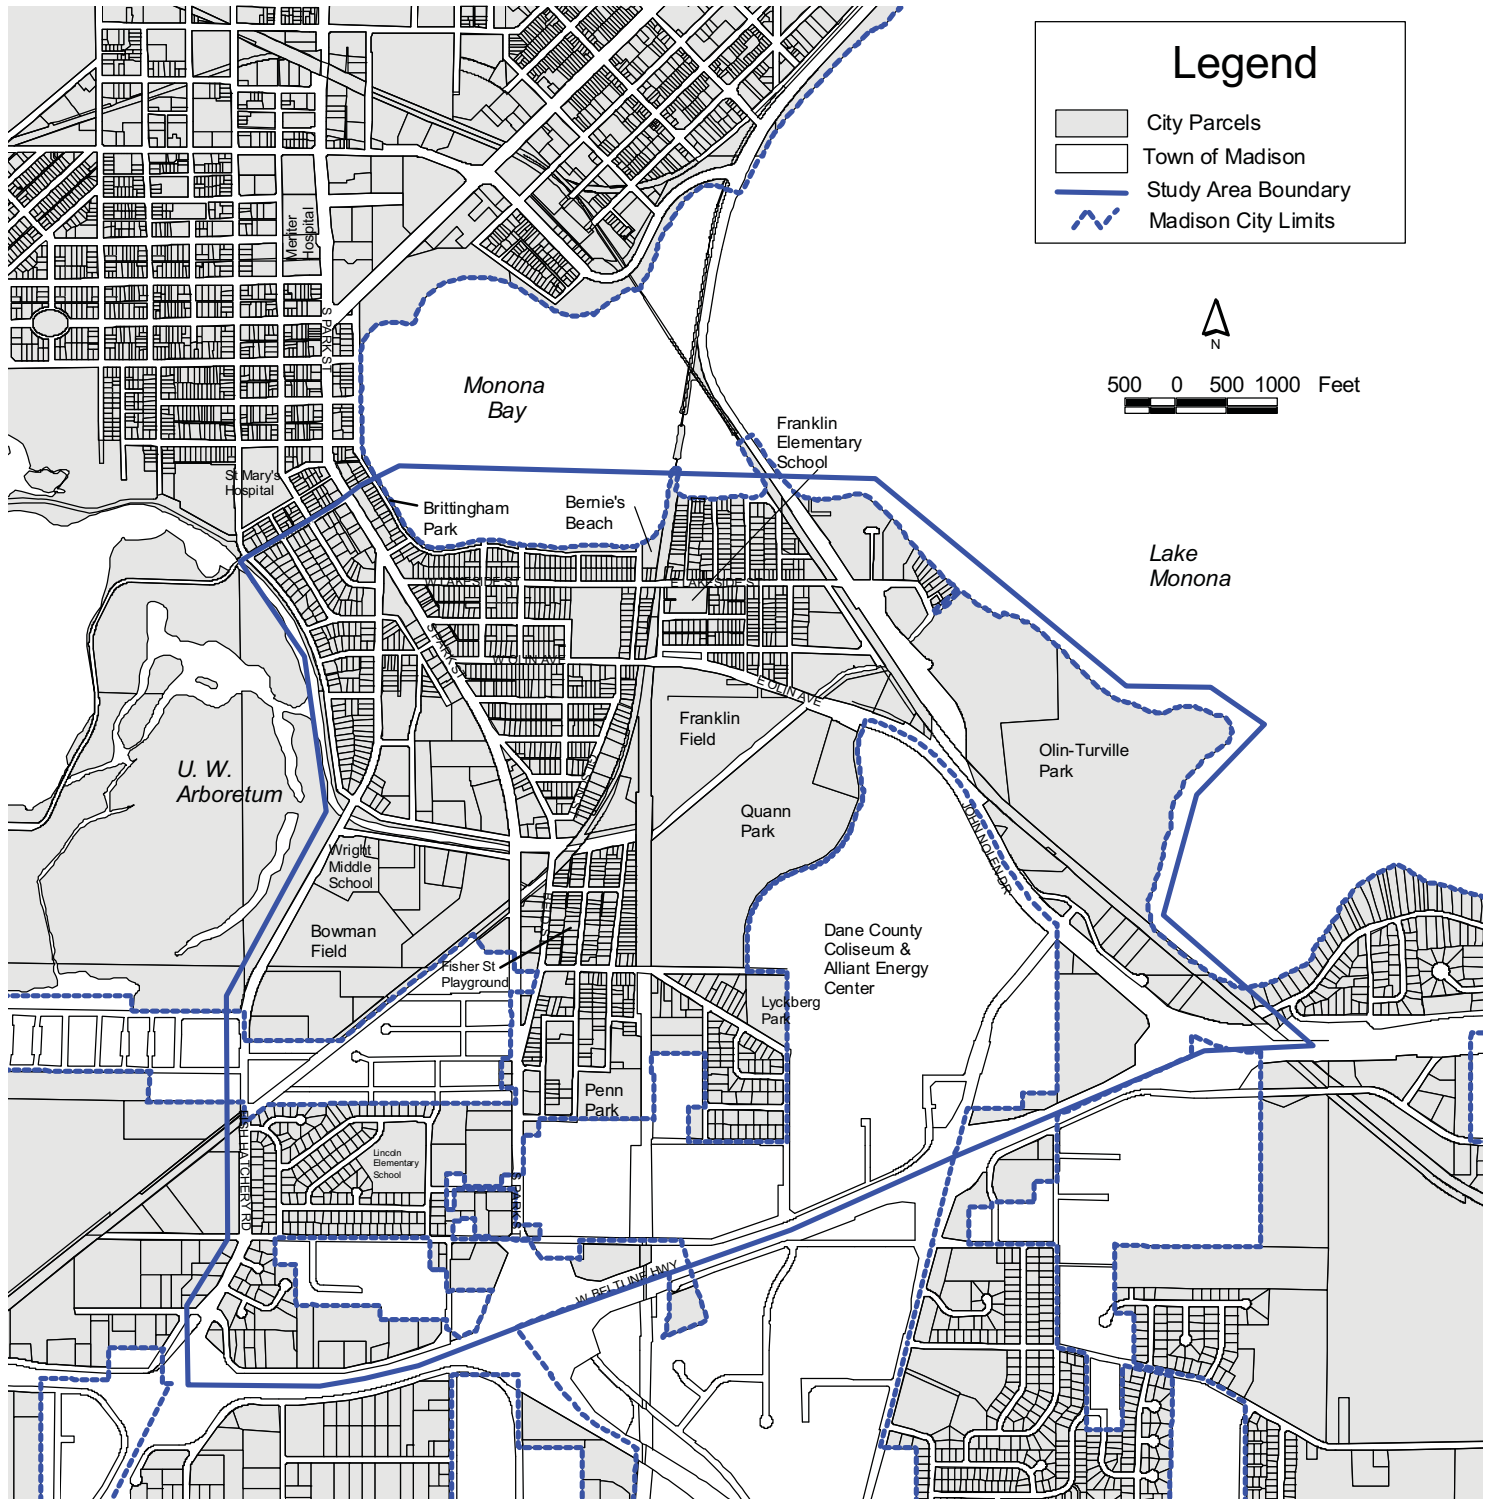 Legend
City Parcels
Town of Madison
Study Area Boundary
Madison City Limits
N
500 0 500 1000 Feet
Meriter
Hospital
S PARK ST
Monona
Bay
Franklin
Elementary
School
St Mary's
Hospital
Brittingham
Park
Bernie's
Beach
Lake
Monona
W LAKESIDE ST
E LAKESIDE ST
S PARK ST
W OLIN AVE
E OLIN AVE
Franklin
Field
Olin-Turville
Park
U. W.
Arboretum
Quann
Park
JOHN NOLEN DR
Wright
Middle
School
Bowman
Field
Dane County
Coliseum &
Alliant Energy
Center
Fisher St
Playground
Lyckberg
Park
Penn
Park
FISH HATCHERY RD
Lincoln
Elementary
School
S PARK ST
W BELTLINE HWY